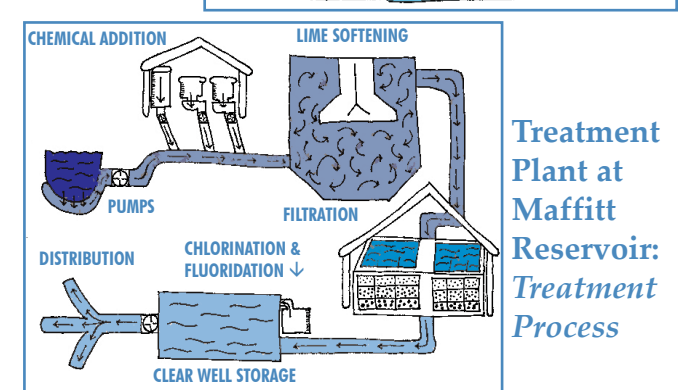 CHEMICAL ADDITION
LIME SOFTENING
PUMPS
FILTRATION
DISTRIBUTION
CHLORINATION &
FLUORIDATION ↓
CLEAR WELL STORAGE
Treatment
Plant at
Maffitt
Reservoir:
Treatment
Process